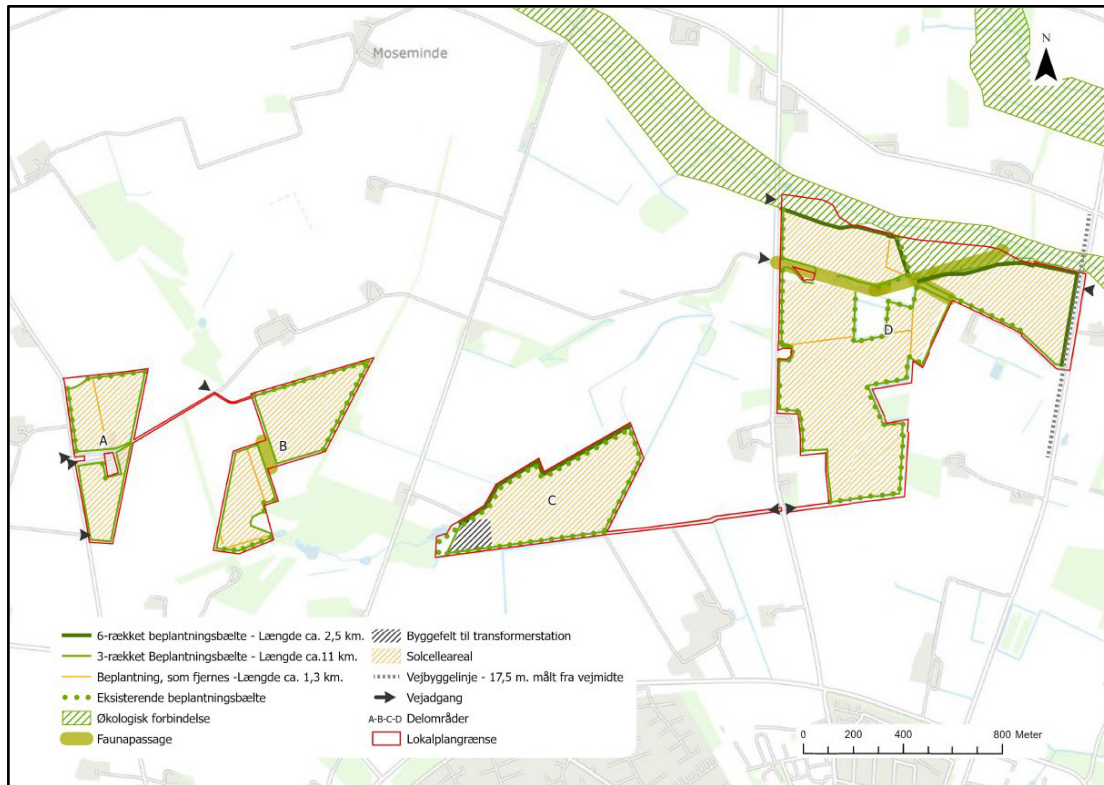 Moseminde
N
A
B
C
D
6-rækket beplantningsbælte - Længde ca. 2,5 km.
3-rækket Beplantningsbælte - Længde ca.11 km.
Beplantning, som fjernes -Længde ca. 1,3 km.
Eksisterende beplantningsbælte
Økologisk forbindelse
Faunapassage
Byggefelt til transformerstation
Solcelleareal
Vejbyggelinje - 17,5 m. målt fra vejmidte
Vejadgang
A-B-C-D Delområder
Lokalplangrænse
0 200 400 800 Meter